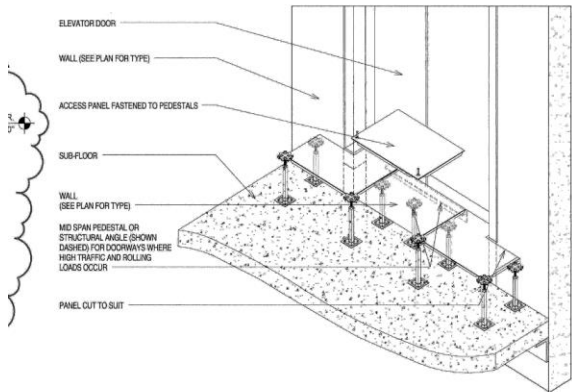 ELEVATOR DOOR
WALL (SEE PLAN FOR TYPE)
ACCESS PANEL FASTENED TO PEDESTALS
SUB-FLOOR
WALL
(SEE PLAN FOR TYPE)
MID SPAN PEDESTAL OR
STRUCTURAL ANGLE (SHOWN
DASHED) FOR DOORWAYS WHERE
HIGH TRAFFIC AND ROLLING
LOADS OCCUR
PANEL CUT TO SUIT